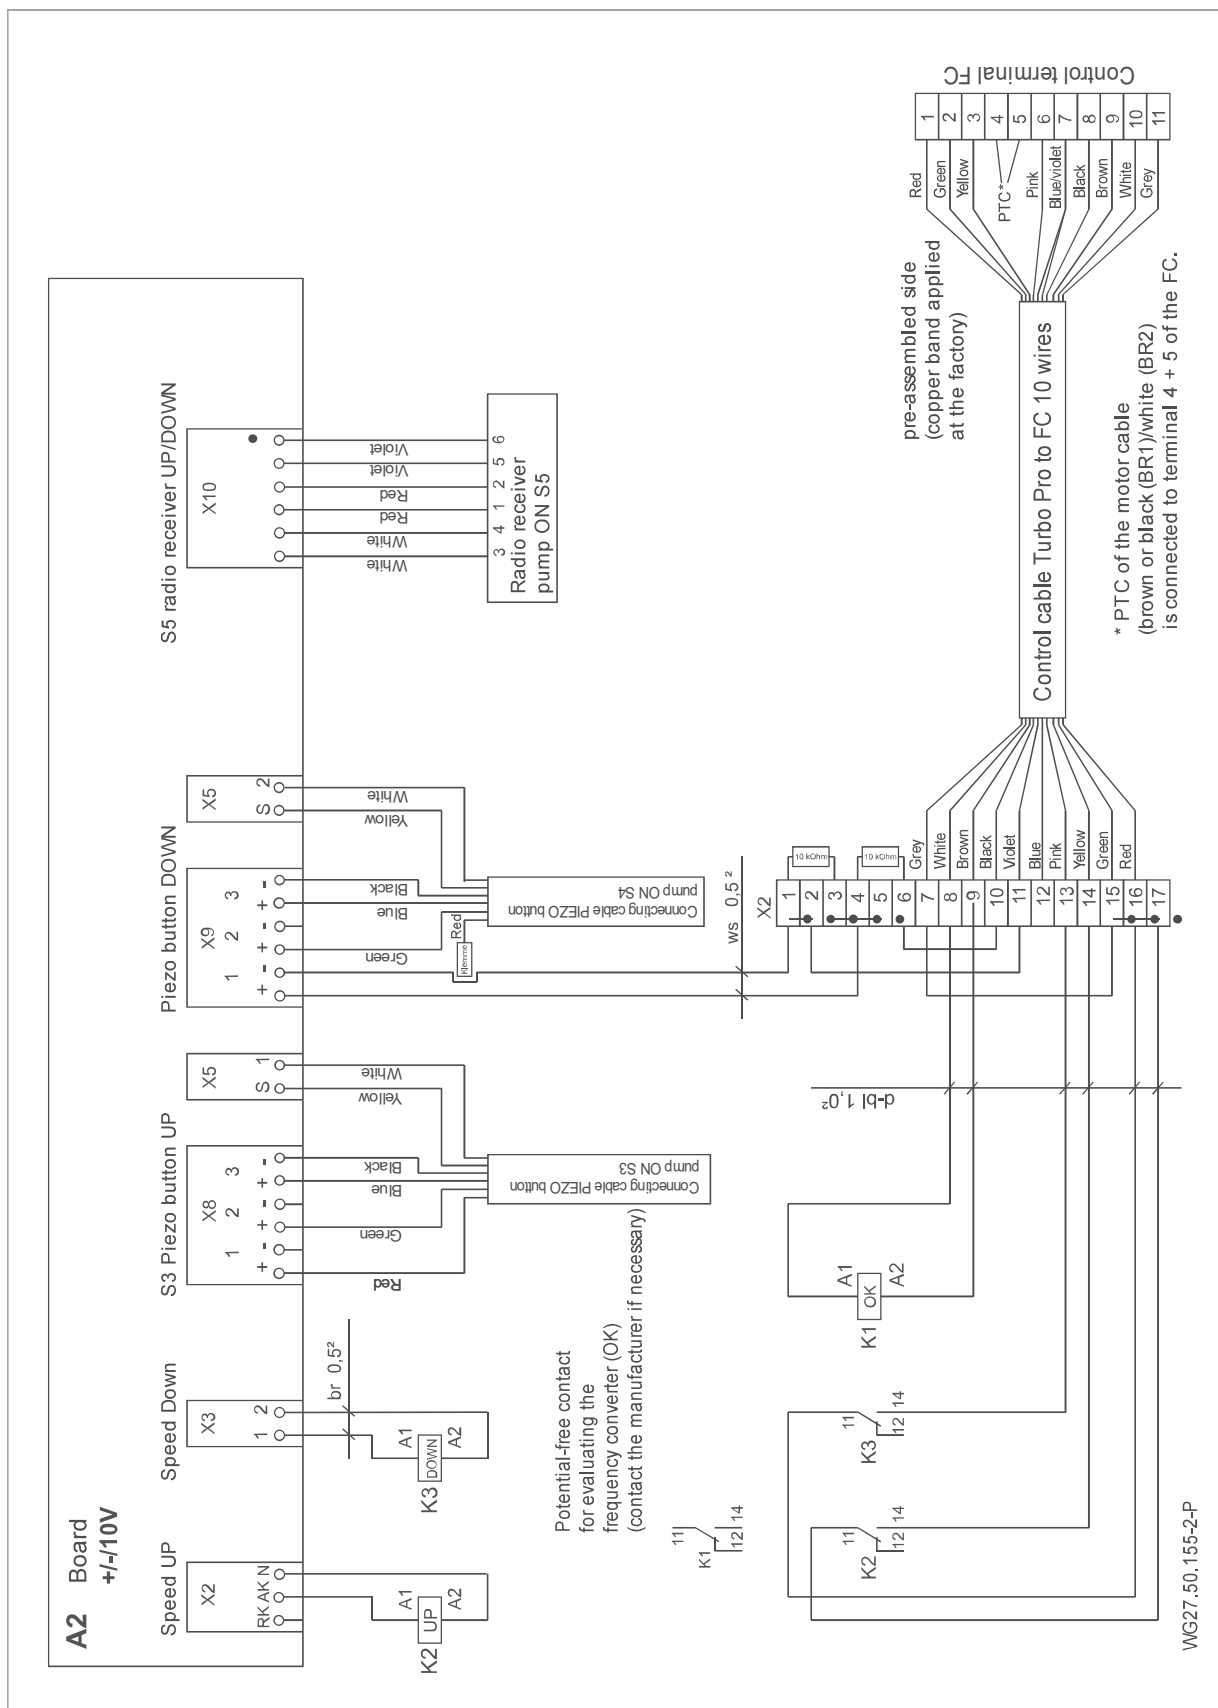 A2 Board
+/-/10V
Speed UP
X2
RK AK N
Speed Down
X3
1 2
S3 Piezo button UP
X8
1 2 3
+ - + - + -
X5
S 1
Piezo button DOWN
X9
1 2 3
+ - + - + -
X5
S 2
S5 radio receiver UP/DOWN
X10
K2
UP
A1
A2
br 0,5²
K3
DOWN
A1
A2
Red
Green
Blue
Black
Yellow
White
Connecting cable PIEZO button
pump ON S3
Green
Blue
Black
Yellow
White
Red
Klemme
Connecting cable PIEZO button
pump ON S4
White
White
Red
Red
Violet
Violet
3 4 1 2 5 6
Radio receiver
pump ON S5
Potential-free contact
for evaluating the
frequency converter (OK)
(contact the manufacturer if necessary)
K1
11
12
14
ws 0,5²
X2
10 kOhm
10 kOhm
1
2
3
4
5
6
7
8
9
10
11
12
13
14
15
16
17
Grey
White
Brown
Black
Violet
Blue
Pink
Yellow
Green
Red
d-bl 1,0²
K1
OK
A1
A2
K3
11
12
14
K2
11
12
14
Control cable Turbo Pro to FC 10 wires
pre-assembled side
(copper band applied
at the factory)
Control terminal FC
1
2
3
4
5
6
7
8
9
10
11
Red
Green
Yellow
PTC*
Pink
Blue/violet
Black
Brown
White
Grey
* PTC of the motor cable
(brown or black (BR1)/white (BR2)
is connected to terminal 4 + 5 of the FC.
WG27.50.155-2-P